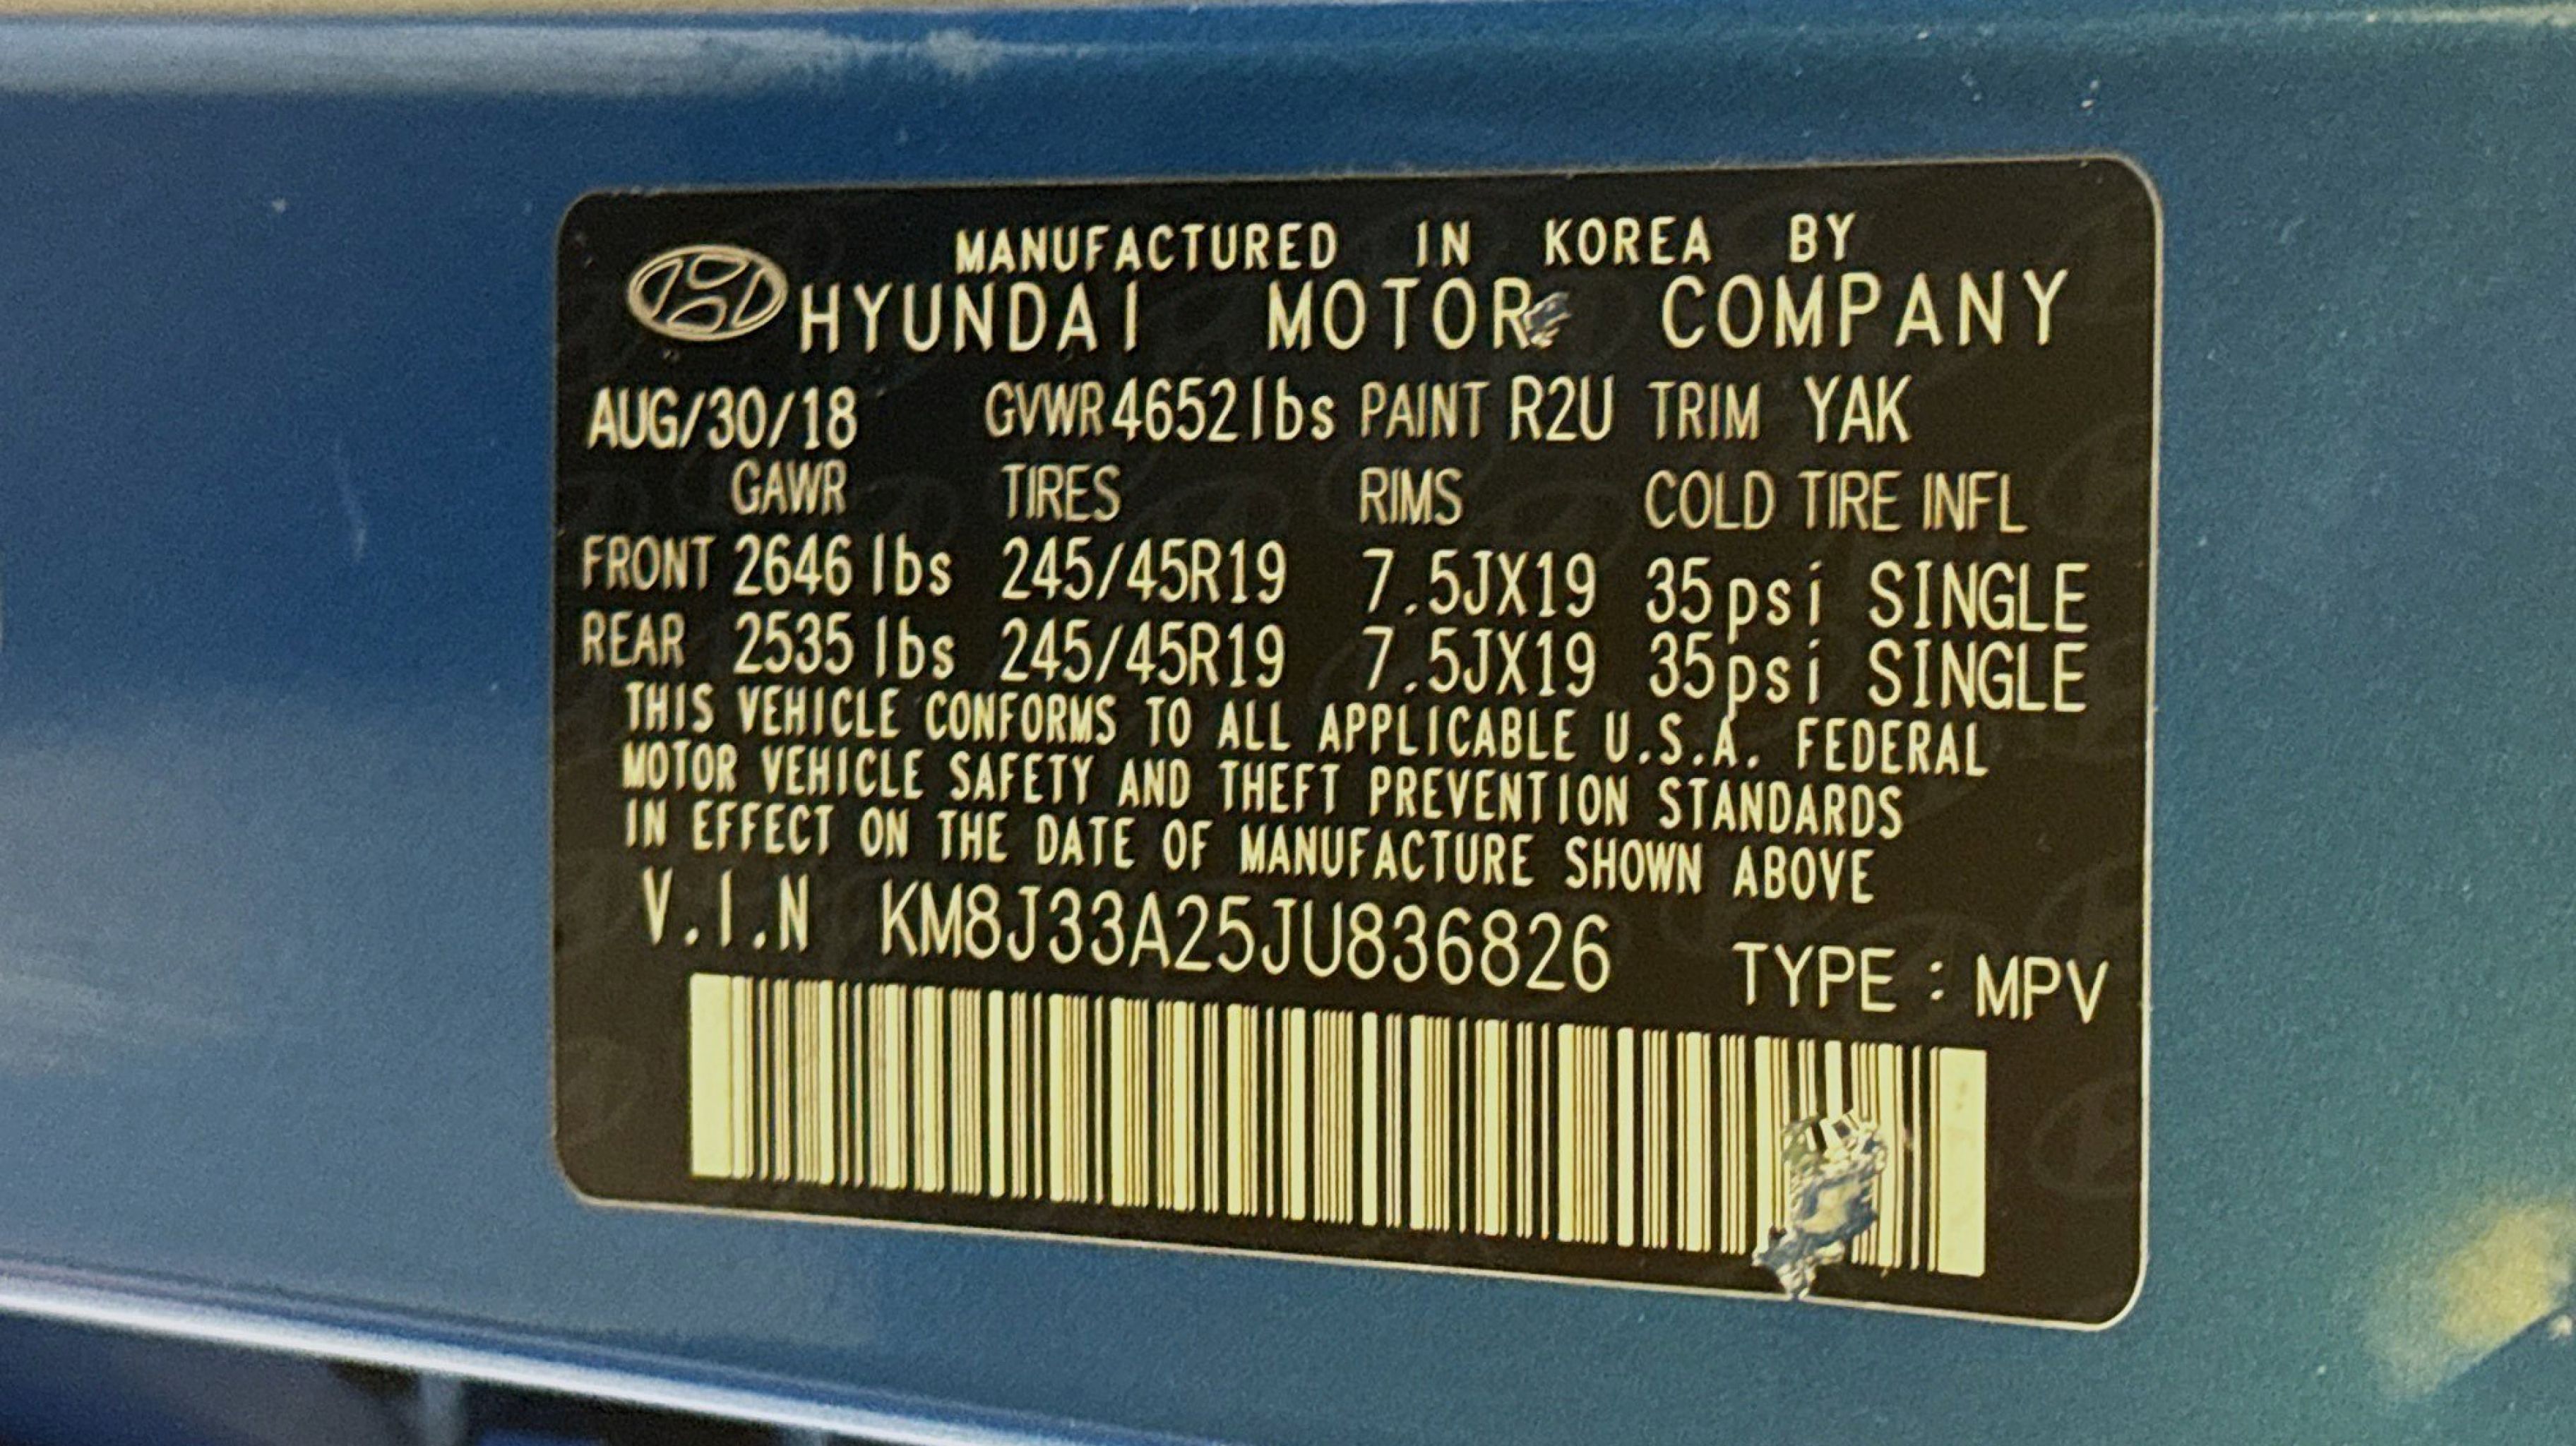 MANUFACTURED IN KOREA BY
HYUNDAI MOTOR COMPANY
AUG/30/18 GVWR 4652lbs PAINT R2U TRIM YAK
GAWR TIRES RIMS COLD TIRE INFL
FRONT 2646lbs 245/45R19 7.5JX19 35psi SINGLE
REAR 2535lbs 245/45R19 7.5JX19 35psi SINGLE
THIS VEHICLE CONFORMS TO ALL APPLICABLE U.S.A. FEDERAL
MOTOR VEHICLE SAFETY AND THEFT PREVENTION STANDARDS
IN EFFECT ON THE DATE OF MANUFACTURE SHOWN ABOVE
V.I.N KM8J33A25JU836826 TYPE : MPV